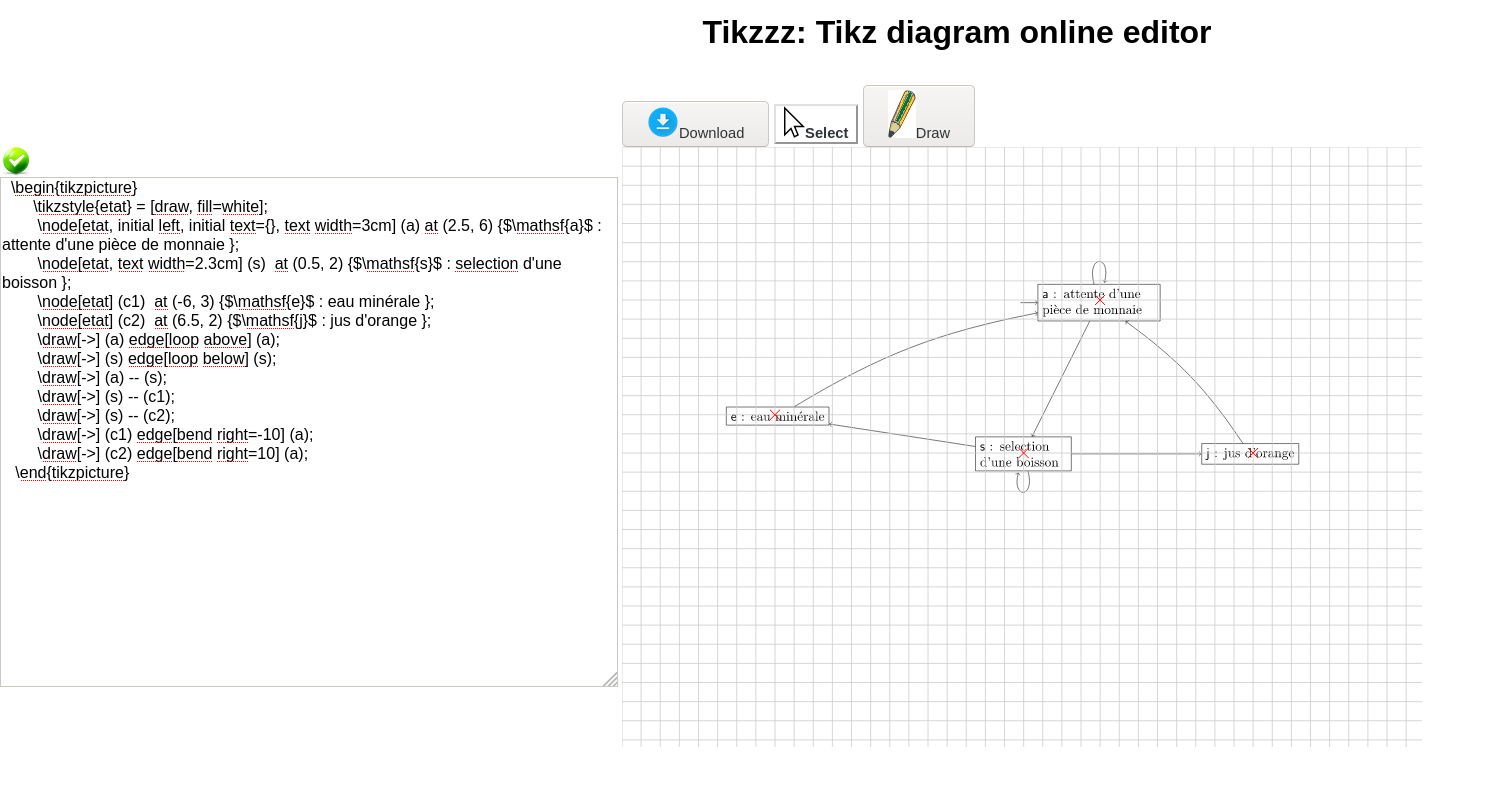 Tikzzz: Tikz diagram online editor
Download
Select
Draw
\begin{tikzpicture}
\tikzstyle{etat} = [draw, fill=white];
\node[etat, initial left, initial text={}, text width=3cm] (a) at (2.5, 6) {$\mathsf{a}$ :
attente d'une pièce de monnaie };
\node[etat, text width=2.3cm] (s)  at (0.5, 2) {$\mathsf{s}$ : selection d'une
boisson };
\node[etat] (c1)  at (-6, 3) {$\mathsf{e}$ : eau minérale };
\node[etat] (c2)  at (6.5, 2) {$\mathsf{j}$ : jus d'orange };
\draw[->] (a) edge[loop above] (a);
\draw[->] (s) edge[loop below] (s);
\draw[->] (a) -- (s);
\draw[->] (s) -- (c1);
\draw[->] (s) -- (c2);
\draw[->] (c1) edge[bend right=-10] (a);
\draw[->] (c2) edge[bend right=10] (a);
\end{tikzpicture}
a : attente d'une
pièce de monnaie
e : eau minérale
s : selection
d'une boisson
j : jus d'orange